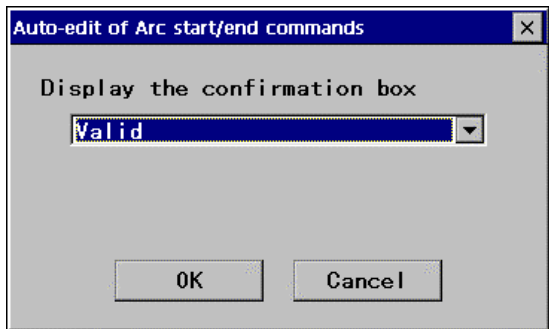 Auto-edit of Arc start/end commands
Display the confirmation box
Valid
OK
Cancel